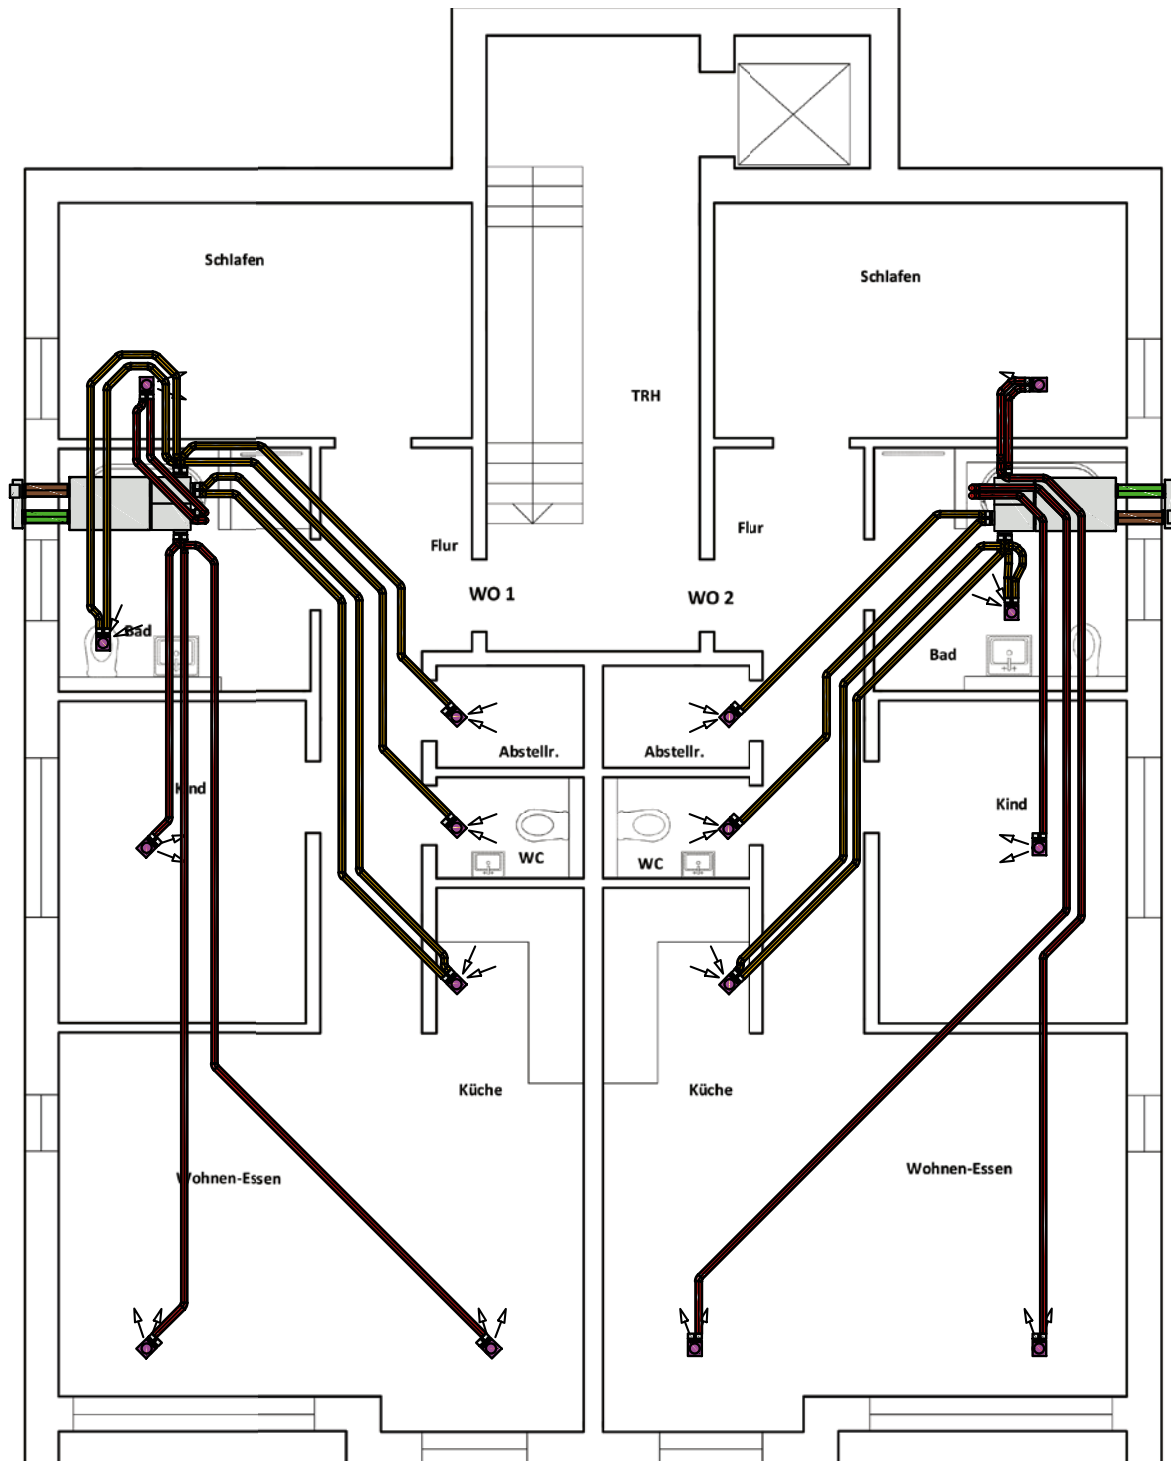 Schlafen
Schlafen
TRH
Flur
Flur
WO 1
WO 2
Bad
Bad
Abstellr.
Abstellr.
Kind
Kind
WC
WC
Küche
Küche
Wohnen-Essen
Wohnen-Essen